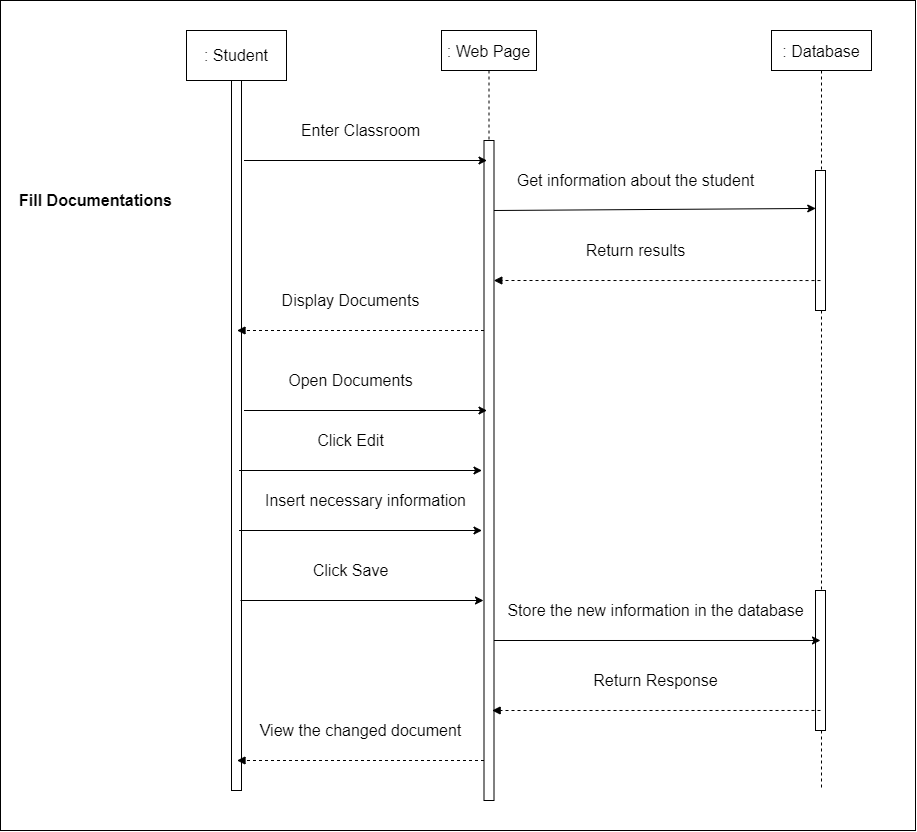 : Student
: Web Page
: Database
Enter Classroom
Get information about the student
Fill Documentations
Return results
Display Documents
Open Documents
Click Edit
Insert necessary information
Click Save
Store the new information in the database
Return Response
View the changed document